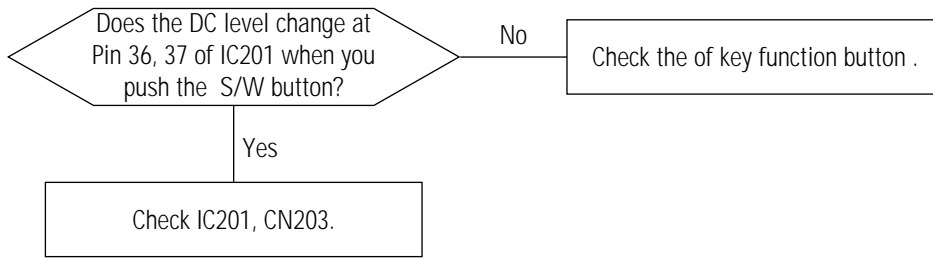 Does the DC level change at
Pin 36, 37 of IC201 when you
push the S/W button?
No
Check the of key function button .
Yes
Check IC201, CN203.